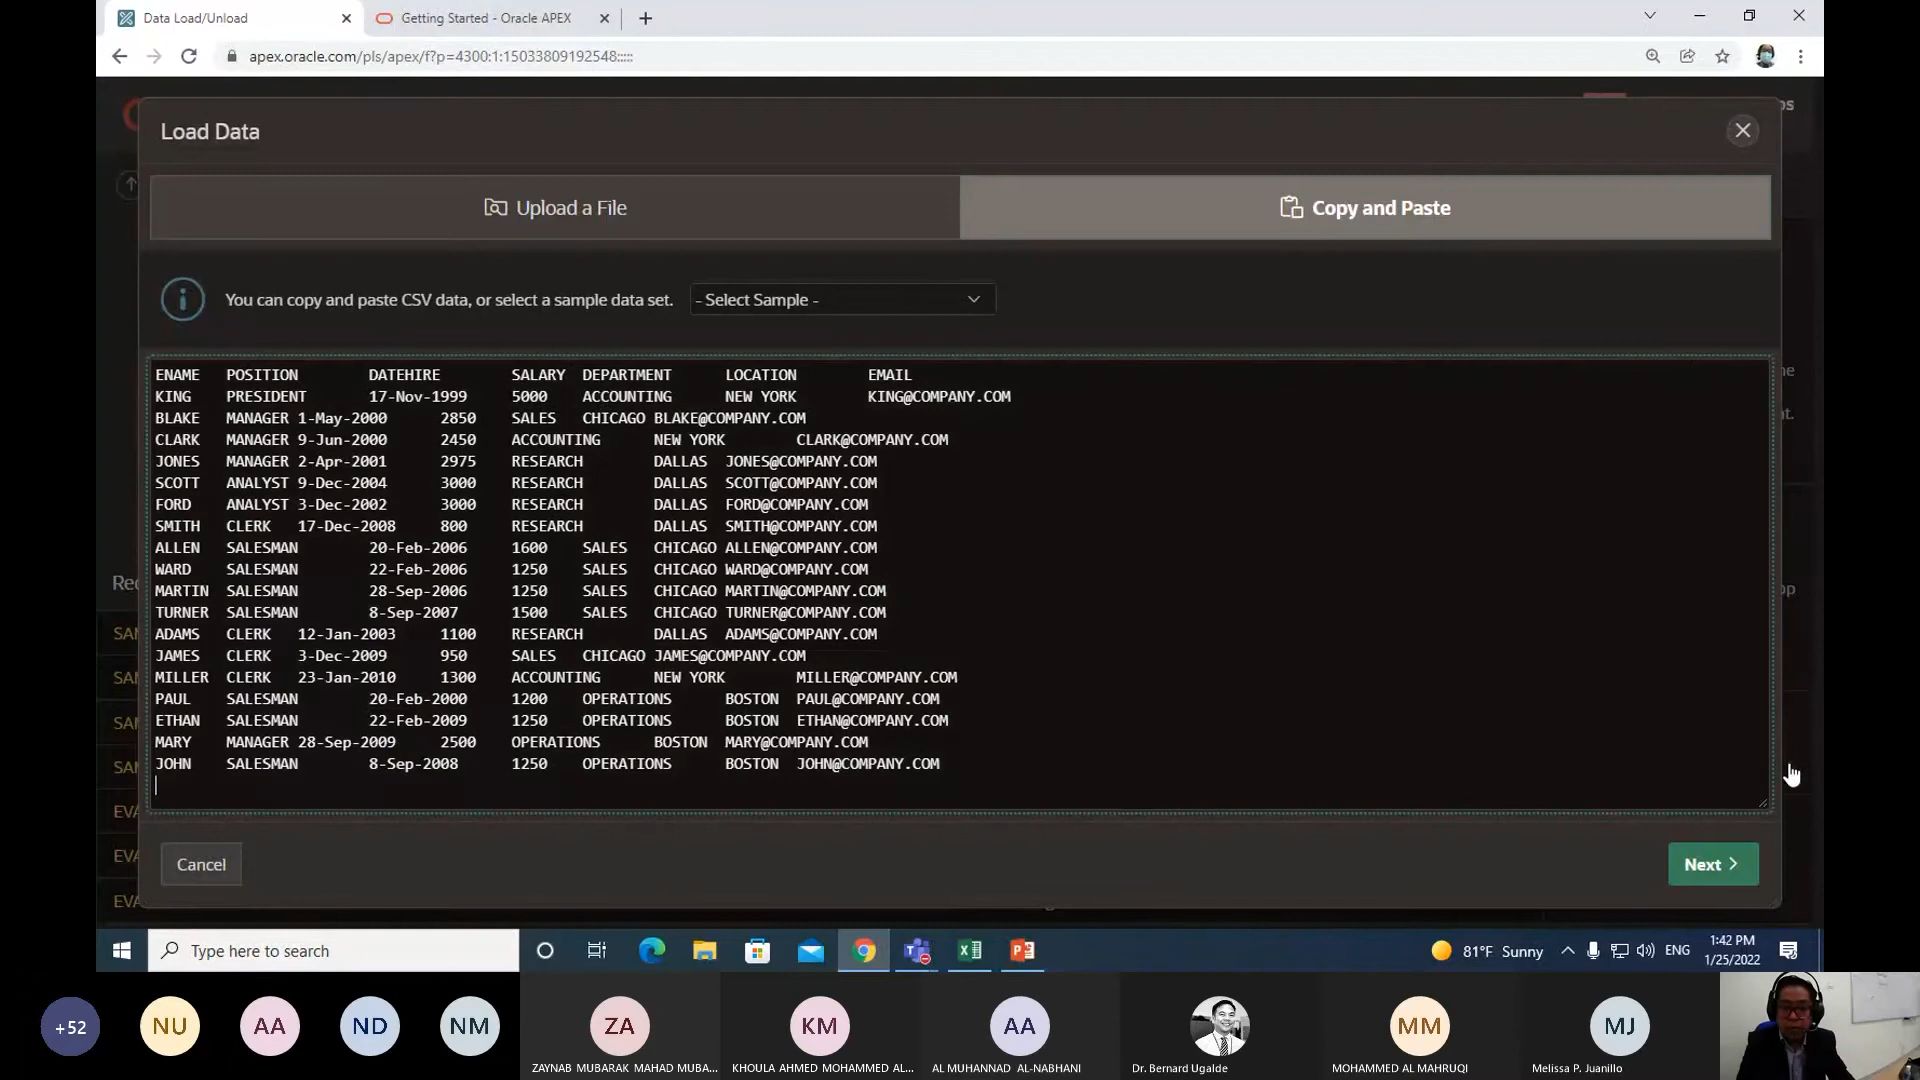 Data Load/Unload
Getting Started - Oracle APEX
apex.oracle.com/pls/apex/f?p=4300:1:15033809192548:::::
Load Data
Upload a File
Copy and Paste
You can copy and paste CSV data, or select a sample data set.
- Select Sample -
ENAME POSITION DATEHIRE SALARY DEPARTMENT LOCATION EMAIL
KING PRESIDENT 17-Nov-1999 5000 ACCOUNTING NEW YORK KING@COMPANY.COM
BLAKE MANAGER 1-May-2000 2850 SALES CHICAGO BLAKE@COMPANY.COM
CLARK MANAGER 9-Jun-2000 2450 ACCOUNTING NEW YORK CLARK@COMPANY.COM
JONES MANAGER 2-Apr-2001 2975 RESEARCH DALLAS JONES@COMPANY.COM
SCOTT ANALYST 9-Dec-2004 3000 RESEARCH DALLAS SCOTT@COMPANY.COM
FORD ANALYST 3-Dec-2002 3000 RESEARCH DALLAS FORD@COMPANY.COM
SMITH CLERK 17-Dec-2008 800 RESEARCH DALLAS SMITH@COMPANY.COM
ALLEN SALESMAN 20-Feb-2006 1600 SALES CHICAGO ALLEN@COMPANY.COM
WARD SALESMAN 22-Feb-2006 1250 SALES CHICAGO WARD@COMPANY.COM
MARTIN SALESMAN 28-Sep-2006 1250 SALES CHICAGO MARTIN@COMPANY.COM
TURNER SALESMAN 8-Sep-2007 1500 SALES CHICAGO TURNER@COMPANY.COM
ADAMS CLERK 12-Jan-2003 1100 RESEARCH DALLAS ADAMS@COMPANY.COM
JAMES CLERK 3-Dec-2009 950 SALES CHICAGO JAMES@COMPANY.COM
MILLER CLERK 23-Jan-2010 1300 ACCOUNTING NEW YORK MILLER@COMPANY.COM
PAUL SALESMAN 20-Feb-2000 1200 OPERATIONS BOSTON PAUL@COMPANY.COM
ETHAN SALESMAN 22-Feb-2009 1250 OPERATIONS BOSTON ETHAN@COMPANY.COM
MARY MANAGER 28-Sep-2009 2500 OPERATIONS BOSTON MARY@COMPANY.COM
JOHN SALESMAN 8-Sep-2008 1250 OPERATIONS BOSTON JOHN@COMPANY.COM
Cancel
Next
Type here to search
81°F Sunny
ENG
1:42 PM
1/25/2022
+52
NU
AA
ND
NM
ZA
KM
AA
MM
MJ
ZAYNAB MUBARAK MAHAD MUBA...
KHOULA AHMED MOHAMMED AL...
AL MUHANNAD AL-NABHANI
Dr. Bernard Ugalde
MOHAMMED AL MAHRUQI
Melissa P. Juanillo